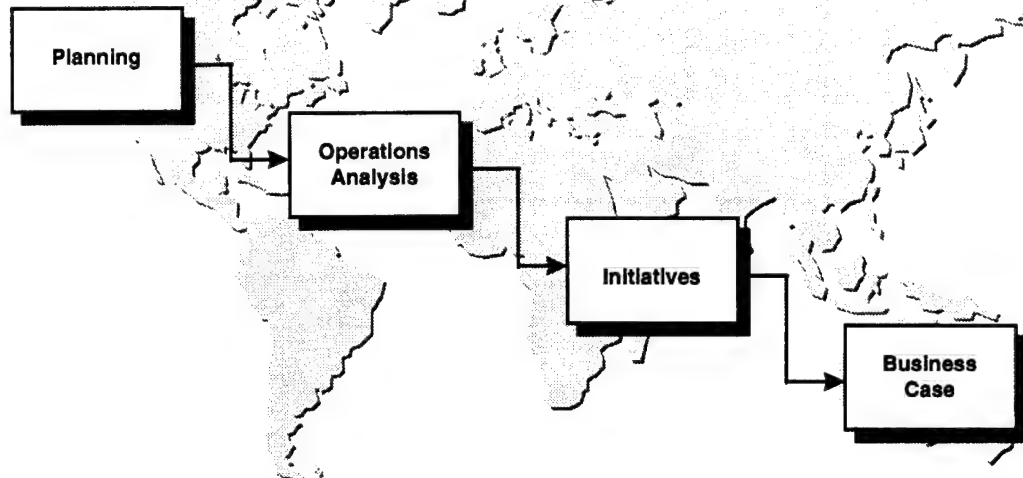 Planning
Operations
Analysis
Initiatives
Business
Case